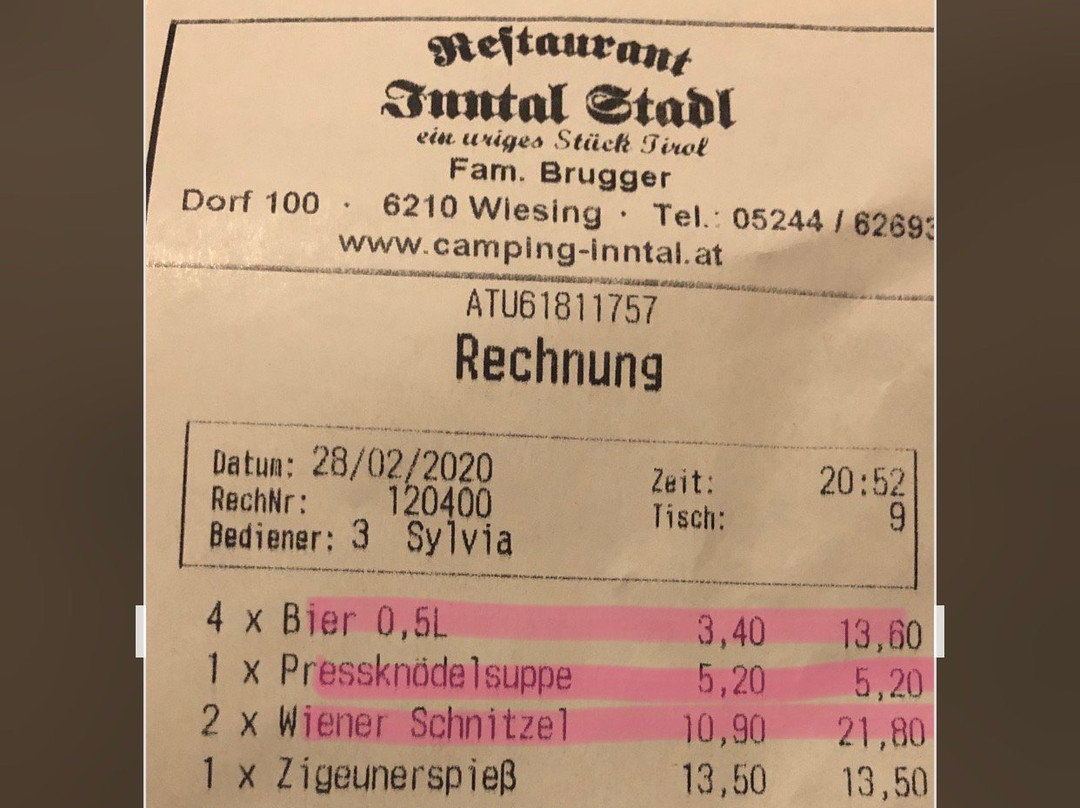 Restaurant
Inntal Stadl
ein uriges Stück Tirol
Fam. Brugger
Dorf 100 · 6210 Wiesing · Tel.: 05244 / 62693
www.camping-inntal.at
ATU61811757
Rechnung
Datum: 28/02/2020 Zeit: 20:52
RechNr: 120400 Tisch: 9
Bediener: 3 Sylvia
4 x Bier 0,5L 3,40 13,60
1 x Pressknödelsuppe 5,20 5,20
2 x Wiener Schnitzel 10,90 21,80
1 x Zigeunerspieß 13,50 13,50